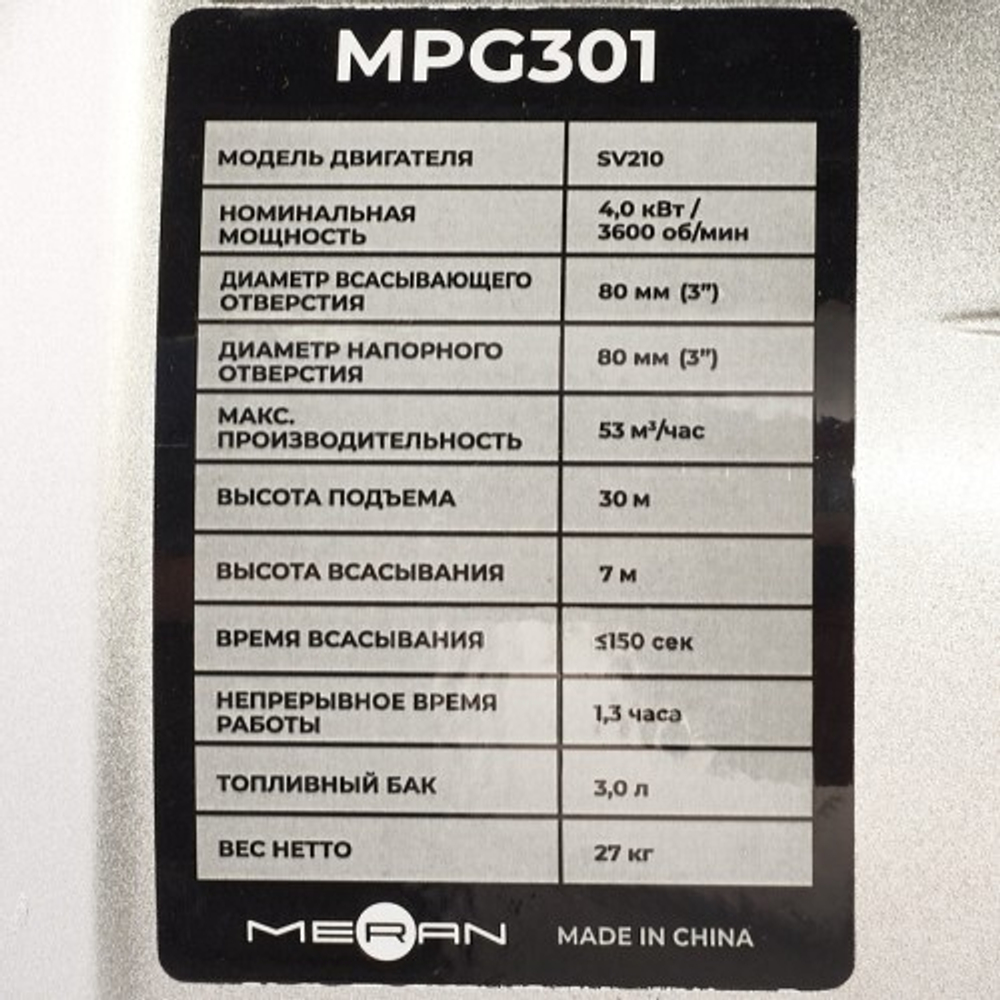 MPG301
МОДЕЛЬ ДВИГАТЕЛЯ SV210
НОМИНАЛЬНАЯ
МОЩНОСТЬ
4,0 кВт /
3600 об/мин
ДИАМЕТР ВСАСЫВАЮЩЕГО
ОТВЕРСТИЯ
80 мм (3")
ДИАМЕТР НАПОРНОГО
ОТВЕРСТИЯ
80 мм (3")
МАКС.
ПРОИЗВОДИТЕЛЬНОСТЬ
53 м³/час
ВЫСОТА ПОДЪЕМА 30 м
ВЫСОТА ВСАСЫВАНИЯ 7 м
ВРЕМЯ ВСАСЫВАНИЯ ≤150 сек
НЕПРЕРЫВНОЕ ВРЕМЯ
РАБОТЫ
1,3 часа
ТОПЛИВНЫЙ БАК 3,0 л
ВЕС НЕТТО 27 кг
MERAN MADE IN CHINA